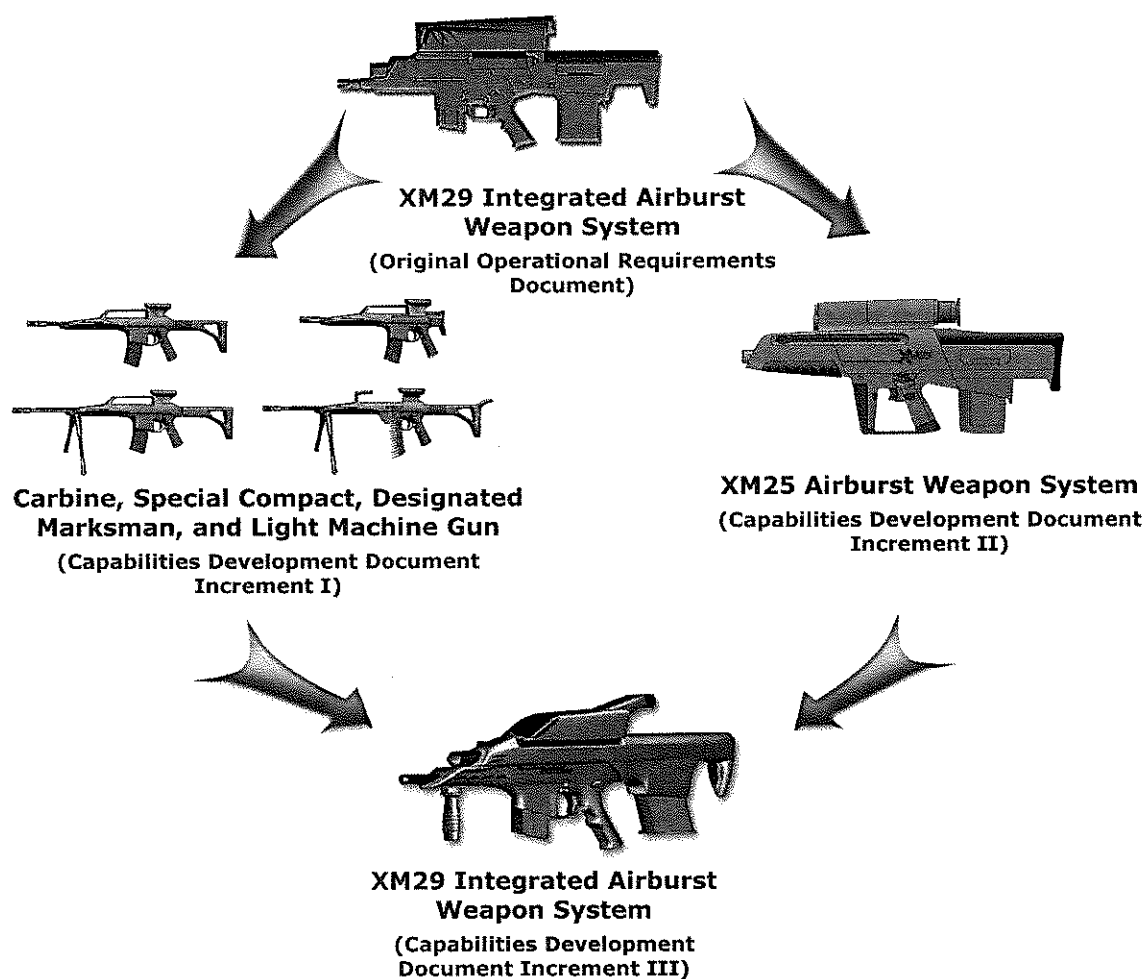 XM29 Integrated Airburst
Weapon System
(Original Operational Requirements
Document)
Carbine, Special Compact, Designated
Marksman, and Light Machine Gun
(Capabilities Development Document
Increment I)
XM25 Airburst Weapon System
(Capabilities Development Document
Increment II)
XM29 Integrated Airburst
Weapon System
(Capabilities Development
Document Increment III)